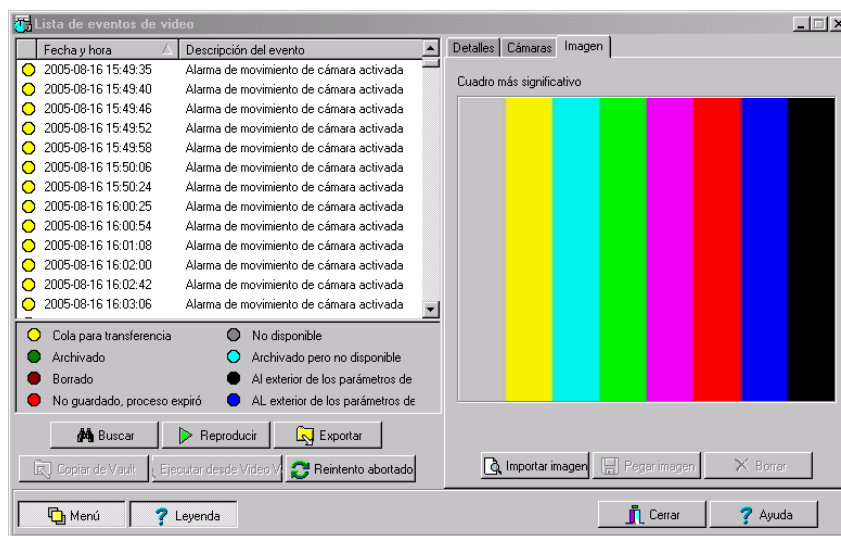 Lista de eventos de video
Fecha y hora Descripción del evento
2005-08-16 15:49:35 Alarma de movimiento de cámara activada
2005-08-16 15:49:40 Alarma de movimiento de cámara activada
2005-08-16 15:49:46 Alarma de movimiento de cámara activada
2005-08-16 15:49:52 Alarma de movimiento de cámara activada
2005-08-16 15:49:58 Alarma de movimiento de cámara activada
2005-08-16 15:50:06 Alarma de movimiento de cámara activada
2005-08-16 15:50:24 Alarma de movimiento de cámara activada
2005-08-16 16:00:25 Alarma de movimiento de cámara activada
2005-08-16 16:00:54 Alarma de movimiento de cámara activada
2005-08-16 16:01:08 Alarma de movimiento de cámara activada
2005-08-16 16:02:00 Alarma de movimiento de cámara activada
2005-08-16 16:02:42 Alarma de movimiento de cámara activada
2005-08-16 16:03:06 Alarma de movimiento de cámara activada
Cola para transferencia No disponible
Archivado Archivado pero no disponible
Borrado Al exterior de los parámetros de
No guardado, proceso expiró AL exterior de los parámetros de
Buscar Reproducir Exportar
Copiar de Vault Ejecutar desde Video V Reintento abortado
Detalles Cámaras Imagen
Cuadro más significativo
Importar imagen Pegar imagen Borrar
Menú Leyenda Cerrar Ayuda